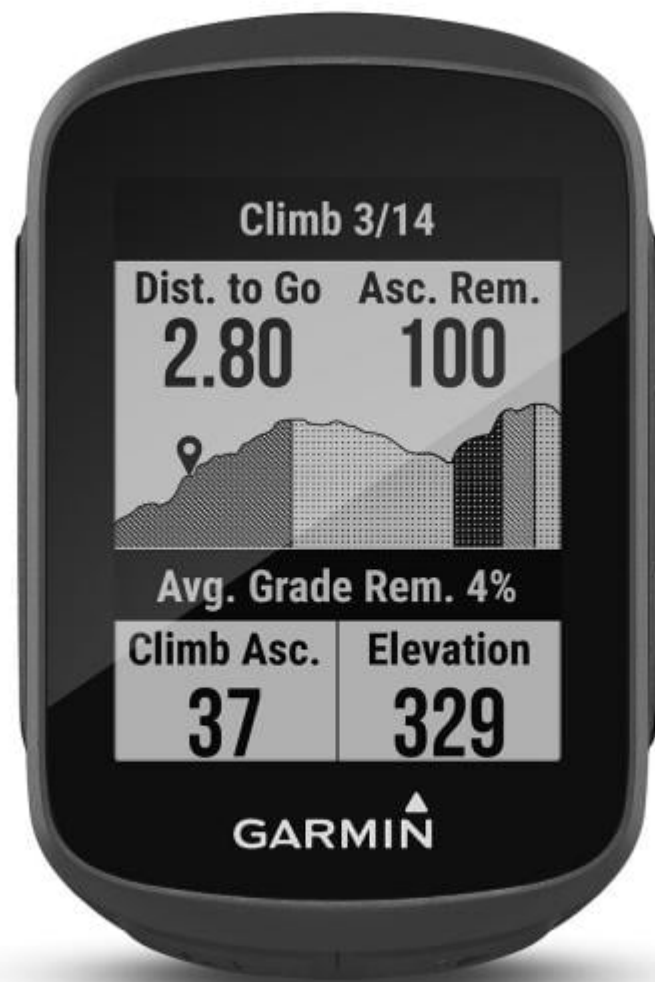 Climb 3/14
Dist. to Go Asc. Rem.
2.80 100
Avg. Grade Rem. 4%
Climb Asc. Elevation
37 329
GARMIN